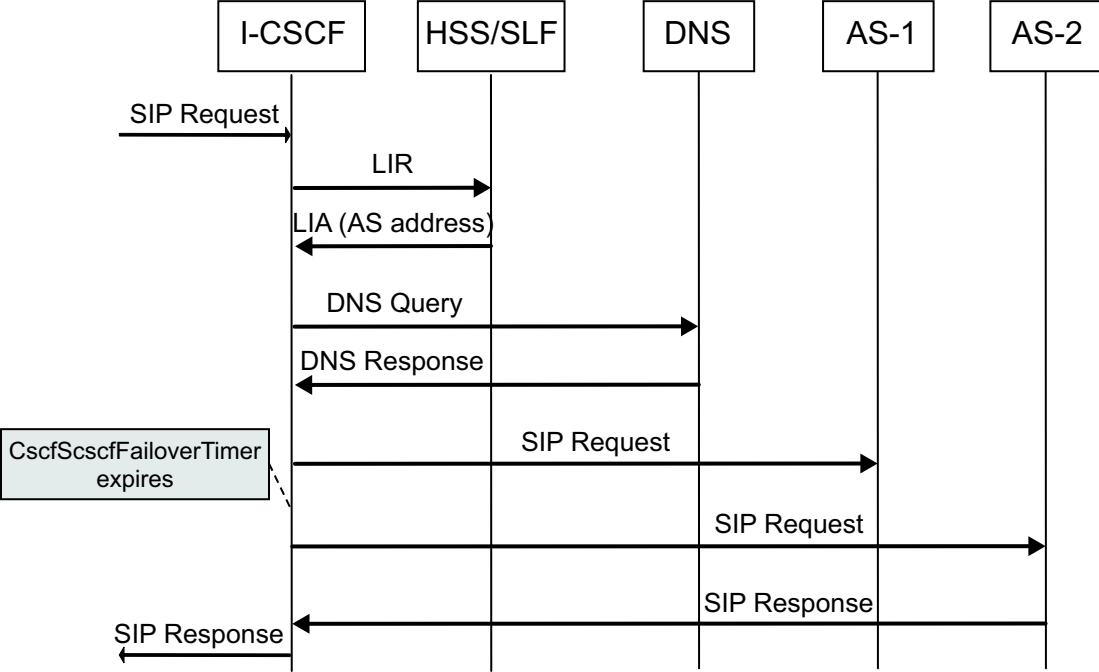 I-CSCF
HSS/SLF
DNS
AS-1
AS-2
SIP Request
LIR
LIA (AS address)
DNS Query
DNS Response
CscfScscfFailoverTimer
expires
SIP Request
SIP Request
SIP Response
SIP Response